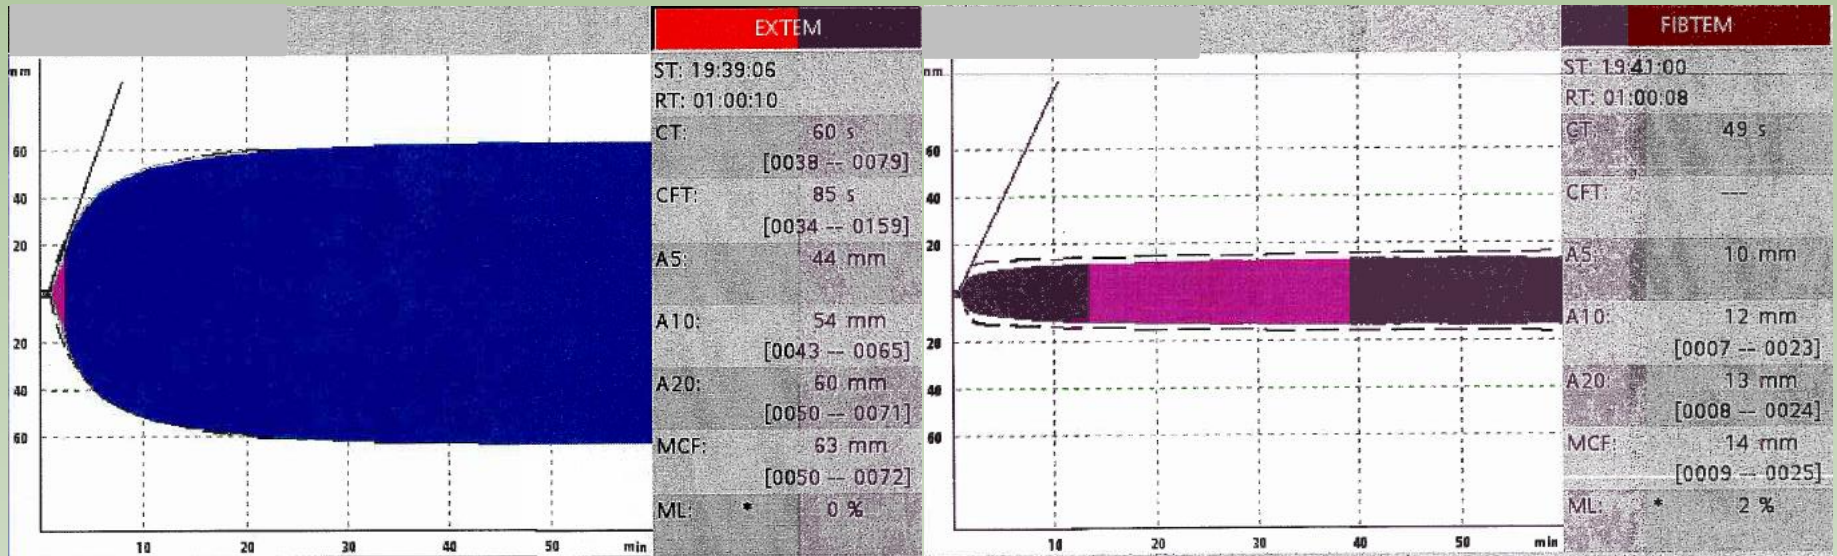 EXTEM
mm
60
40
20
20
40
60
10 20 30 40 50 min
ST: 19:39:06
RT: 01:00:10
CT: 60 s
[0038 -- 0079]
CFT: 85 s
[0034 -- 0159]
A5: 44 mm
A10: 54 mm
[0043 -- 0065]
A20: 60 mm
[0050 -- 0071]
MCF: 63 mm
[0050 -- 0072]
ML: * 0 %
FIBTEM
mm
60
40
20
20
40
60
10 20 30 40 50 min
ST: 19:41:00
RT: 01:00:08
CT: 49 s
CFT: ---
A5: 10 mm
A10: 12 mm
[0007 -- 0023]
A20: 13 mm
[0008 -- 0024]
MCF: 14 mm
[0009 -- 0025]
ML: * 2 %